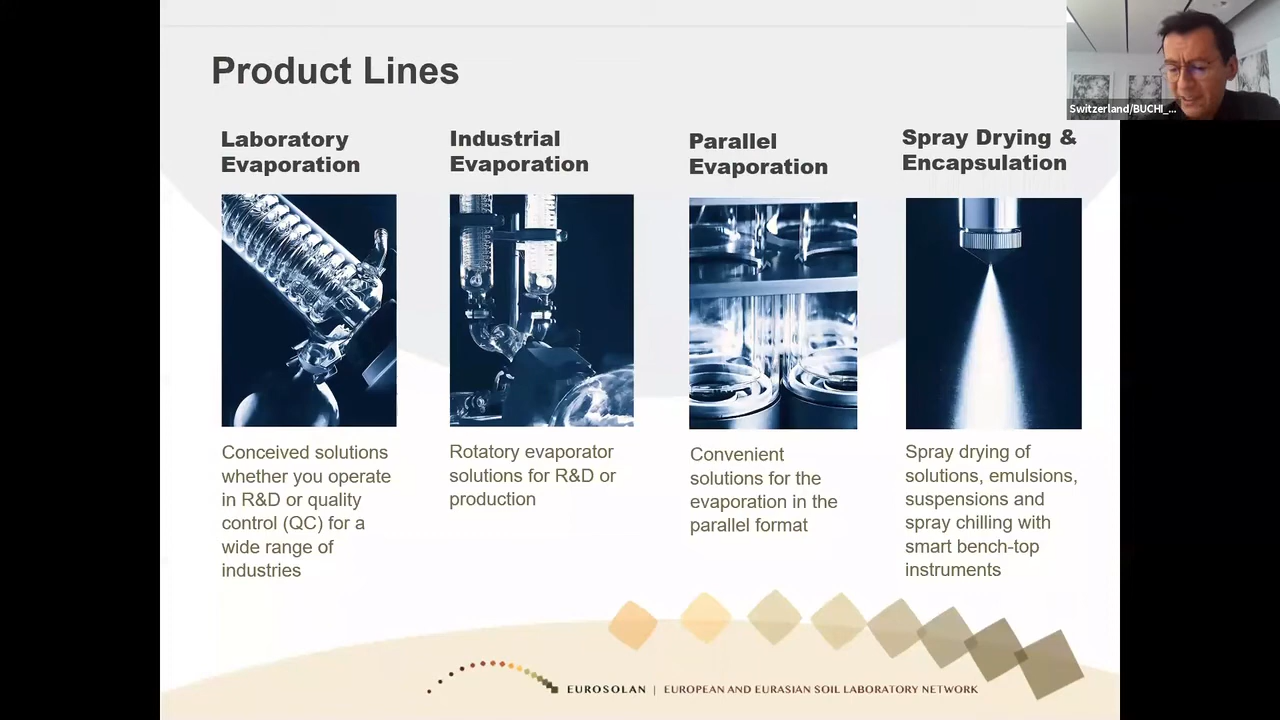 Product Lines
Switzerland/BUCHI_...
Laboratory
Evaporation
Conceived solutions
whether you operate
in R&D or quality
control (QC) for a
wide range of
industries
Industrial
Evaporation
Rotatory evaporator
solutions for R&D or
production
Parallel
Evaporation
Convenient
solutions for the
evaporation in the
parallel format
Spray Drying &
Encapsulation
Spray drying of
solutions, emulsions,
suspensions and
spray chilling with
smart bench-top
instruments
EUROSOLAN | EUROPEAN AND EURASIAN SOIL LABORATORY NETWORK